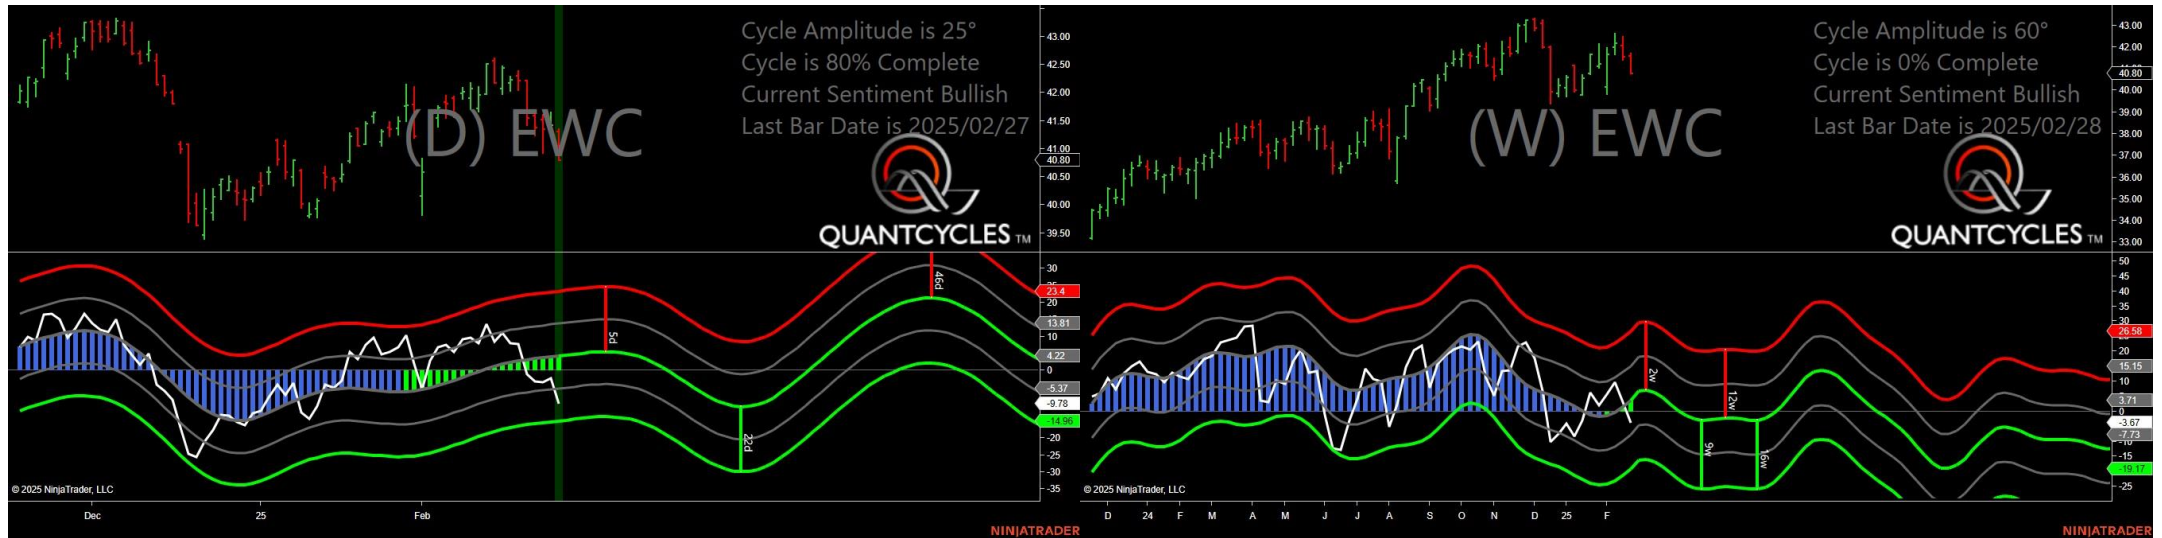 Cycle Amplitude is 25°
Cycle is 80% Complete
Current Sentiment Bullish
Last Bar Date is 2025/02/27
(D) EWC
QUANTCYCLES TM
43.00
42.50
42.00
41.50
41.00
40.80
40.50
40.00
39.50
30
23.4
20
13.81
10
4.22
0
-5.37
-9.78
-14.96
-20
-25
-30
-35
5d
22d
46d
© 2025 NinjaTrader, LLC
Dec
25
Feb
NINJATRADER
Cycle Amplitude is 60°
Cycle is 0% Complete
Current Sentiment Bullish
Last Bar Date is 2025/02/28
(W) EWC
QUANTCYCLES TM
43.00
42.00
40.80
40.00
39.00
38.00
37.00
36.00
35.00
34.00
33.00
50
45
40
35
30
26.58
20
15.15
10
3.71
0
-3.67
-7.73
-15
-19.17
-25
2w
12w
9w
16w
© 2025 NinjaTrader, LLC
D
24
F
M
A
M
J
J
A
S
O
N
D
25
F
NINJATRADER